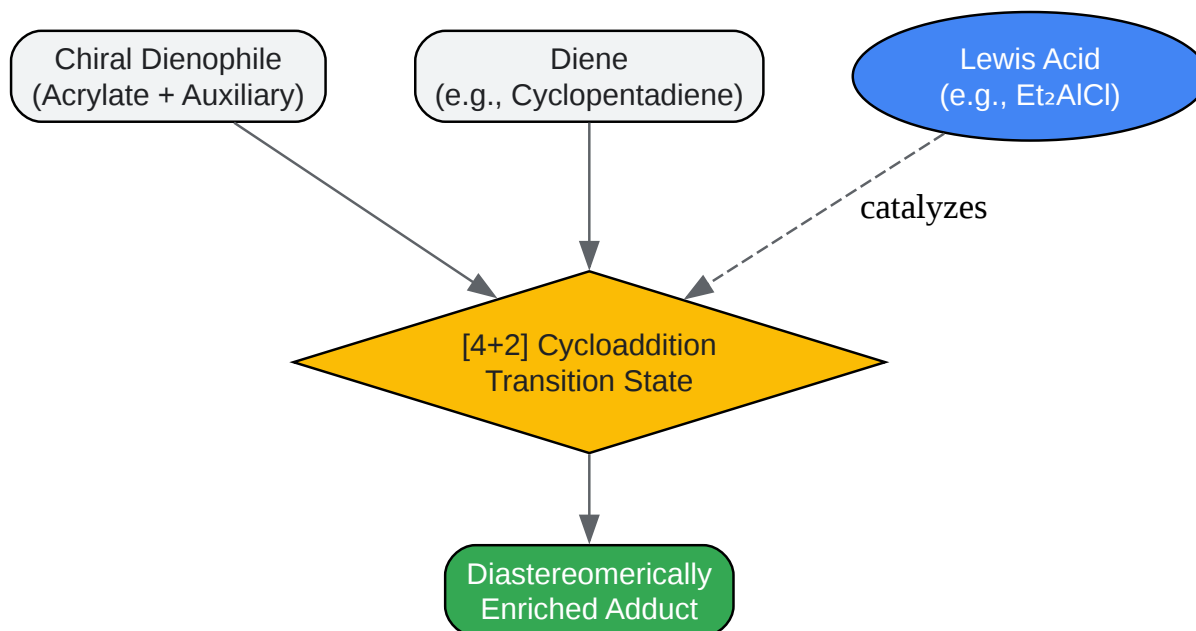 Chiral Dienophile
(Acrylate + Auxiliary)
Diene
(e.g., Cyclopentadiene)
Lewis Acid
(e.g., Et₂AlCl)
catalyzes
[4+2] Cycloaddition
Transition State
Diastereomerically
Enriched Adduct